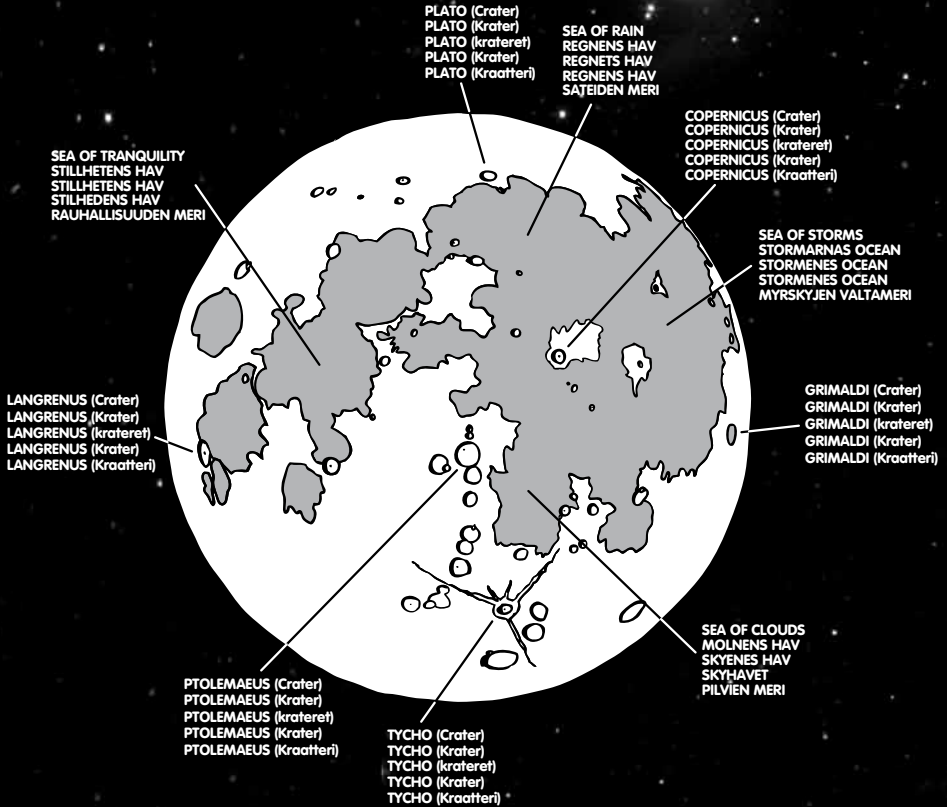 PLATO (Crater)
PLATO (Krater)
PLATO (krateret)
PLATO (Krater)
PLATO (Kraatteri)
SEA OF RAIN
REGNENS HAV
REGNETS HAV
REGNENS HAV
SATEIDEN MERI
COPERNICUS (Crater)
COPERNICUS (Krater)
COPERNICUS (krateret)
COPERNICUS (Krater)
COPERNICUS (Kraatteri)
SEA OF TRANQUILITY
STILLHETENS HAV
STILLHETENS HAV
STILHEDENS HAV
RAUHALLISUUDEN MERI
SEA OF STORMS
STORMARNAS OCEAN
STORMENES OCEAN
STORMENES OCEAN
MYRSKYJEN VALTAMERI
LANGRENUS (Crater)
LANGRENUS (Krater)
LANGRENUS (krateret)
LANGRENUS (Krater)
LANGRENUS (Kraatteri)
GRIMALDI (Crater)
GRIMALDI (Krater)
GRIMALDI (krateret)
GRIMALDI (Krater)
GRIMALDI (Kraatteri)
SEA OF CLOUDS
MOLNENS HAV
SKYENES HAV
SKYHAVET
PILVIEN MERI
PTOLEMAEUS (Crater)
PTOLEMAEUS (Krater)
PTOLEMAEUS (krateret)
PTOLEMAEUS (Krater)
PTOLEMAEUS (Kraatteri)
TYCHO (Crater)
TYCHO (Krater)
TYCHO (krateret)
TYCHO (Krater)
TYCHO (Kraatteri)